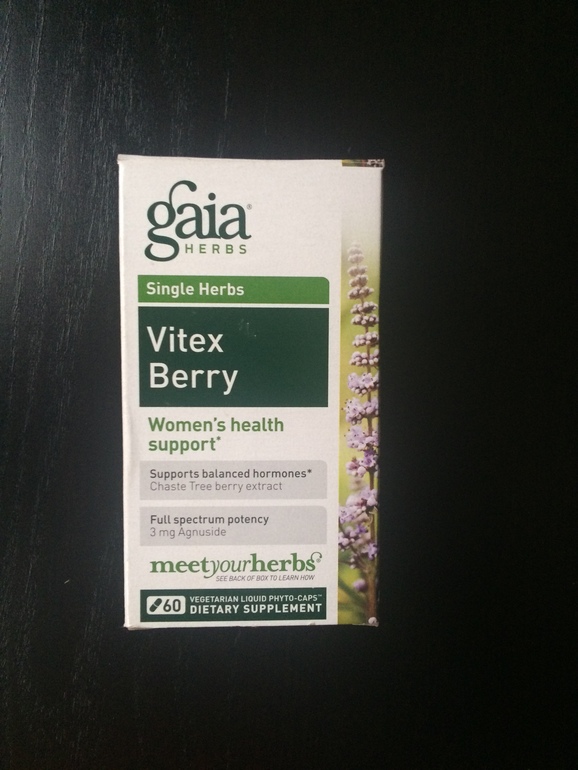 gaia®
HERBS
Single Herbs
Vitex
Berry
Women's health
support*
Supports balanced hormones*
Chaste Tree berry extract
Full spectrum potency
3 mg Agnuside
meetyourherbs®
SEE BACK OF BOX TO LEARN HOW
60 VEGETARIAN LIQUID PHYTO-CAPS™
DIETARY SUPPLEMENT